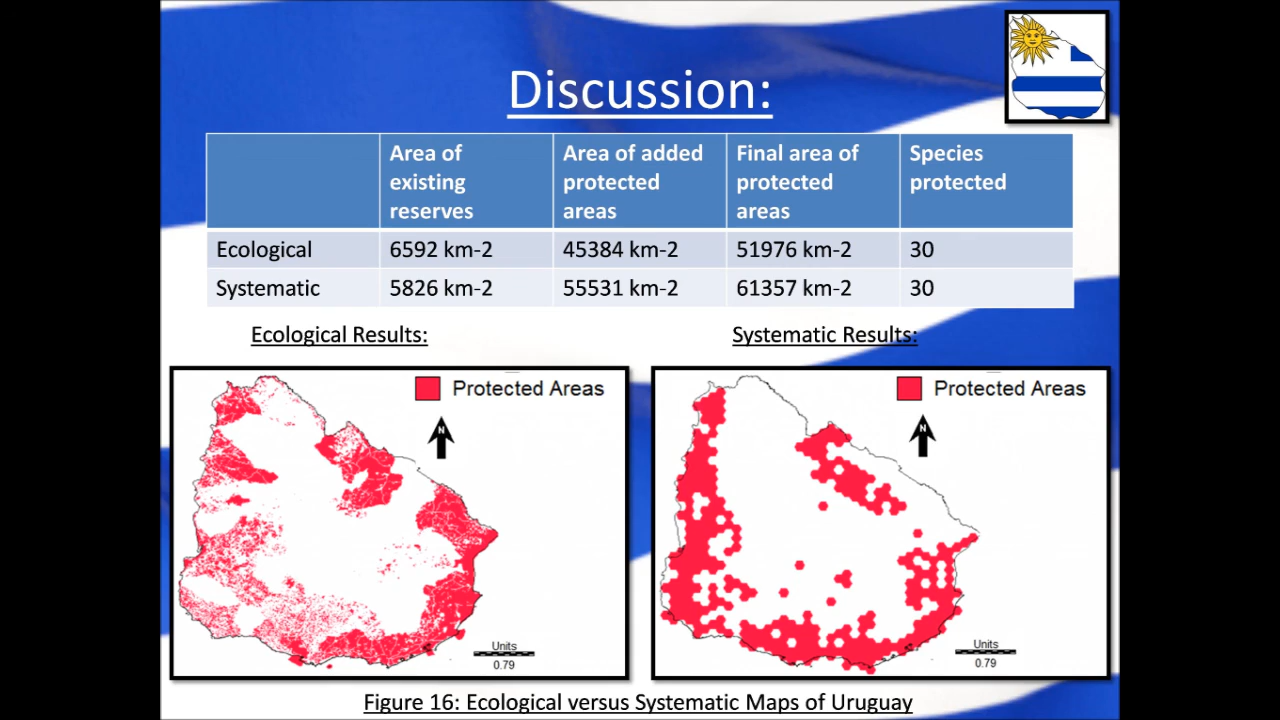 Discussion:
Area of existing reserves
Area of added protected areas
Final area of protected areas
Species protected
Ecological 6592 km-2 45384 km-2 51976 km-2 30
Systematic 5826 km-2 55531 km-2 61357 km-2 30
Ecological Results:
Systematic Results:
Protected Areas
N
Units
0.79
Protected Areas
N
Units
0.79
Figure 16: Ecological versus Systematic Maps of Uruguay